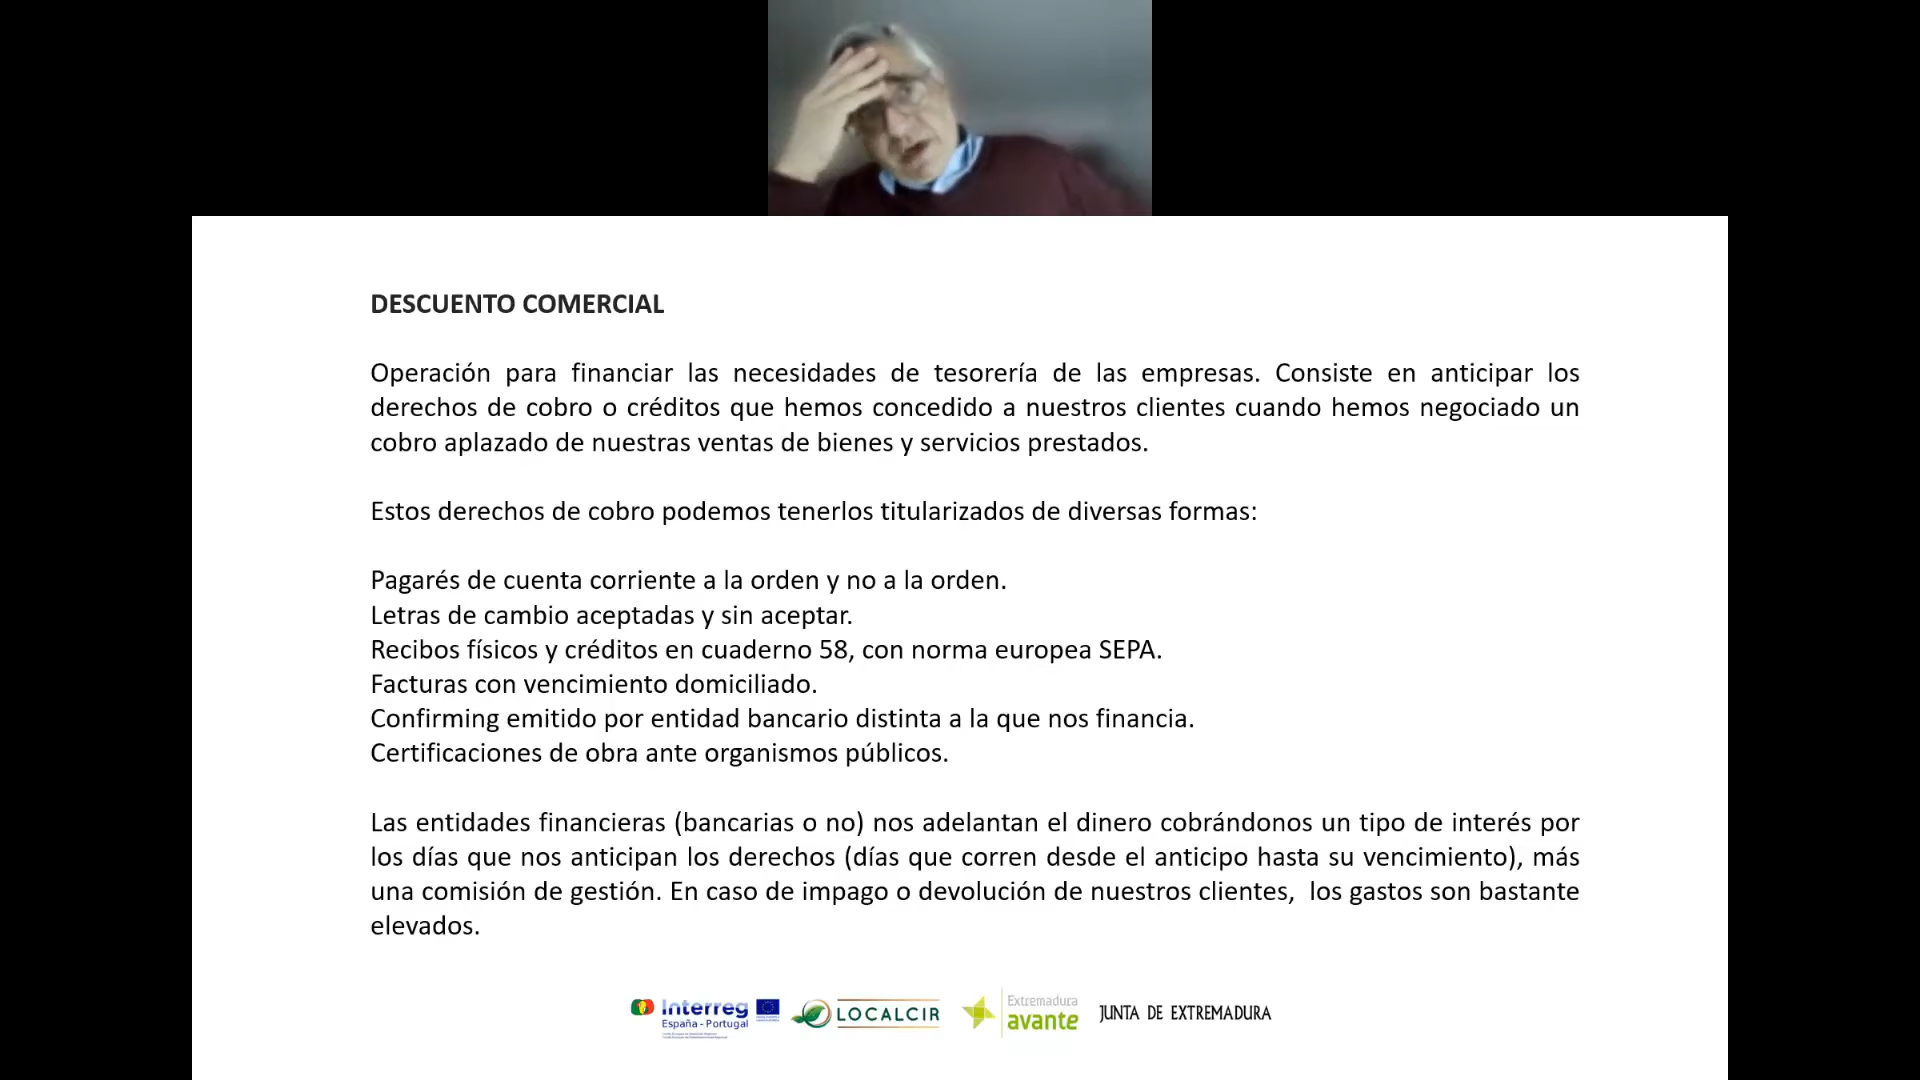 DESCUENTO COMERCIAL
Operación para financiar las necesidades de tesorería de las empresas. Consiste en anticipar los
derechos de cobro o créditos que hemos concedido a nuestros clientes cuando hemos negociado un
cobro aplazado de nuestras ventas de bienes y servicios prestados.
Estos derechos de cobro podemos tenerlos titularizados de diversas formas:
Pagarés de cuenta corriente a la orden y no a la orden.
Letras de cambio aceptadas y sin aceptar.
Recibos físicos y créditos en cuaderno 58, con norma europea SEPA.
Facturas con vencimiento domiciliado.
Confirming emitido por entidad bancario distinta a la que nos financia.
Certificaciones de obra ante organismos públicos.
Las entidades financieras (bancarias o no) nos adelantan el dinero cobrándonos un tipo de interés por
los días que nos anticipan los derechos (días que corren desde el anticipo hasta su vencimiento), más
una comisión de gestión. En caso de impago o devolución de nuestros clientes, los gastos son bastante
elevados.
Interreg
España - Portugal
LOCALCIR
Extremadura
avante
JUNTA DE EXTREMADURA